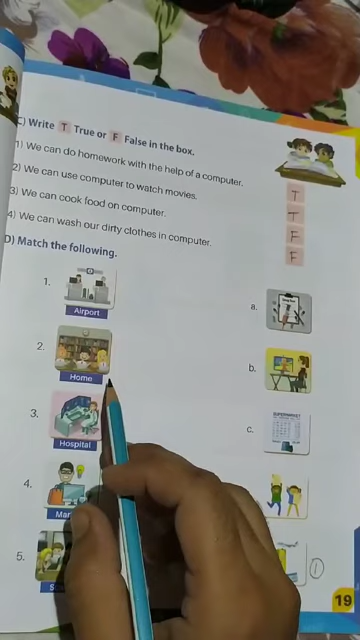 C) Write T True or F False in the box.
1) We can do homework with the help of a computer.
T
2) We can use computer to watch movies.
T
3) We can cook food on computer.
F
4) We can wash our dirty clothes in computer.
F
D) Match the following.
1.
Airport
a.
2.
Home
b.
3.
Hospital
c.
SUPERMARKET
4.
5.
1
19